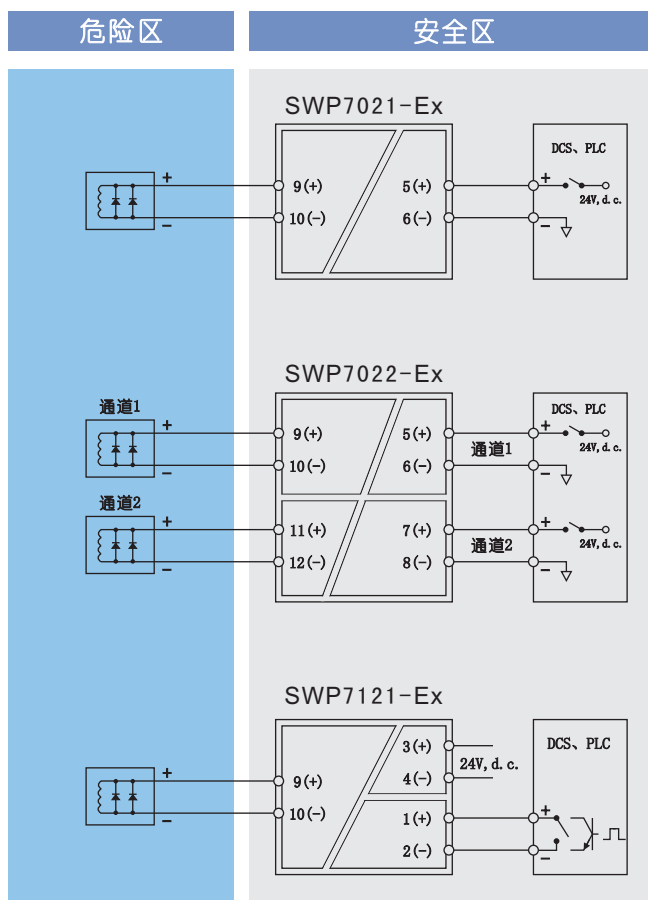 危险区
安全区
SWP7021-Ex
DCS、PLC
+ 9(+) 5(+) +
24V, d. c.
− 10(−) 6(−) −
SWP7022-Ex
通道1
DCS、PLC
+ 9(+) 5(+) +
通道1
24V, d. c.
− 10(−) 6(−) −
通道2
+ 11(+) 7(+) +
通道2
24V, d. c.
− 12(−) 8(−) −
SWP7121-Ex
3(+)
DCS、PLC
24V, d. c.
+ 9(+) 4(−)
− 10(−) 1(+) +
2(−) −